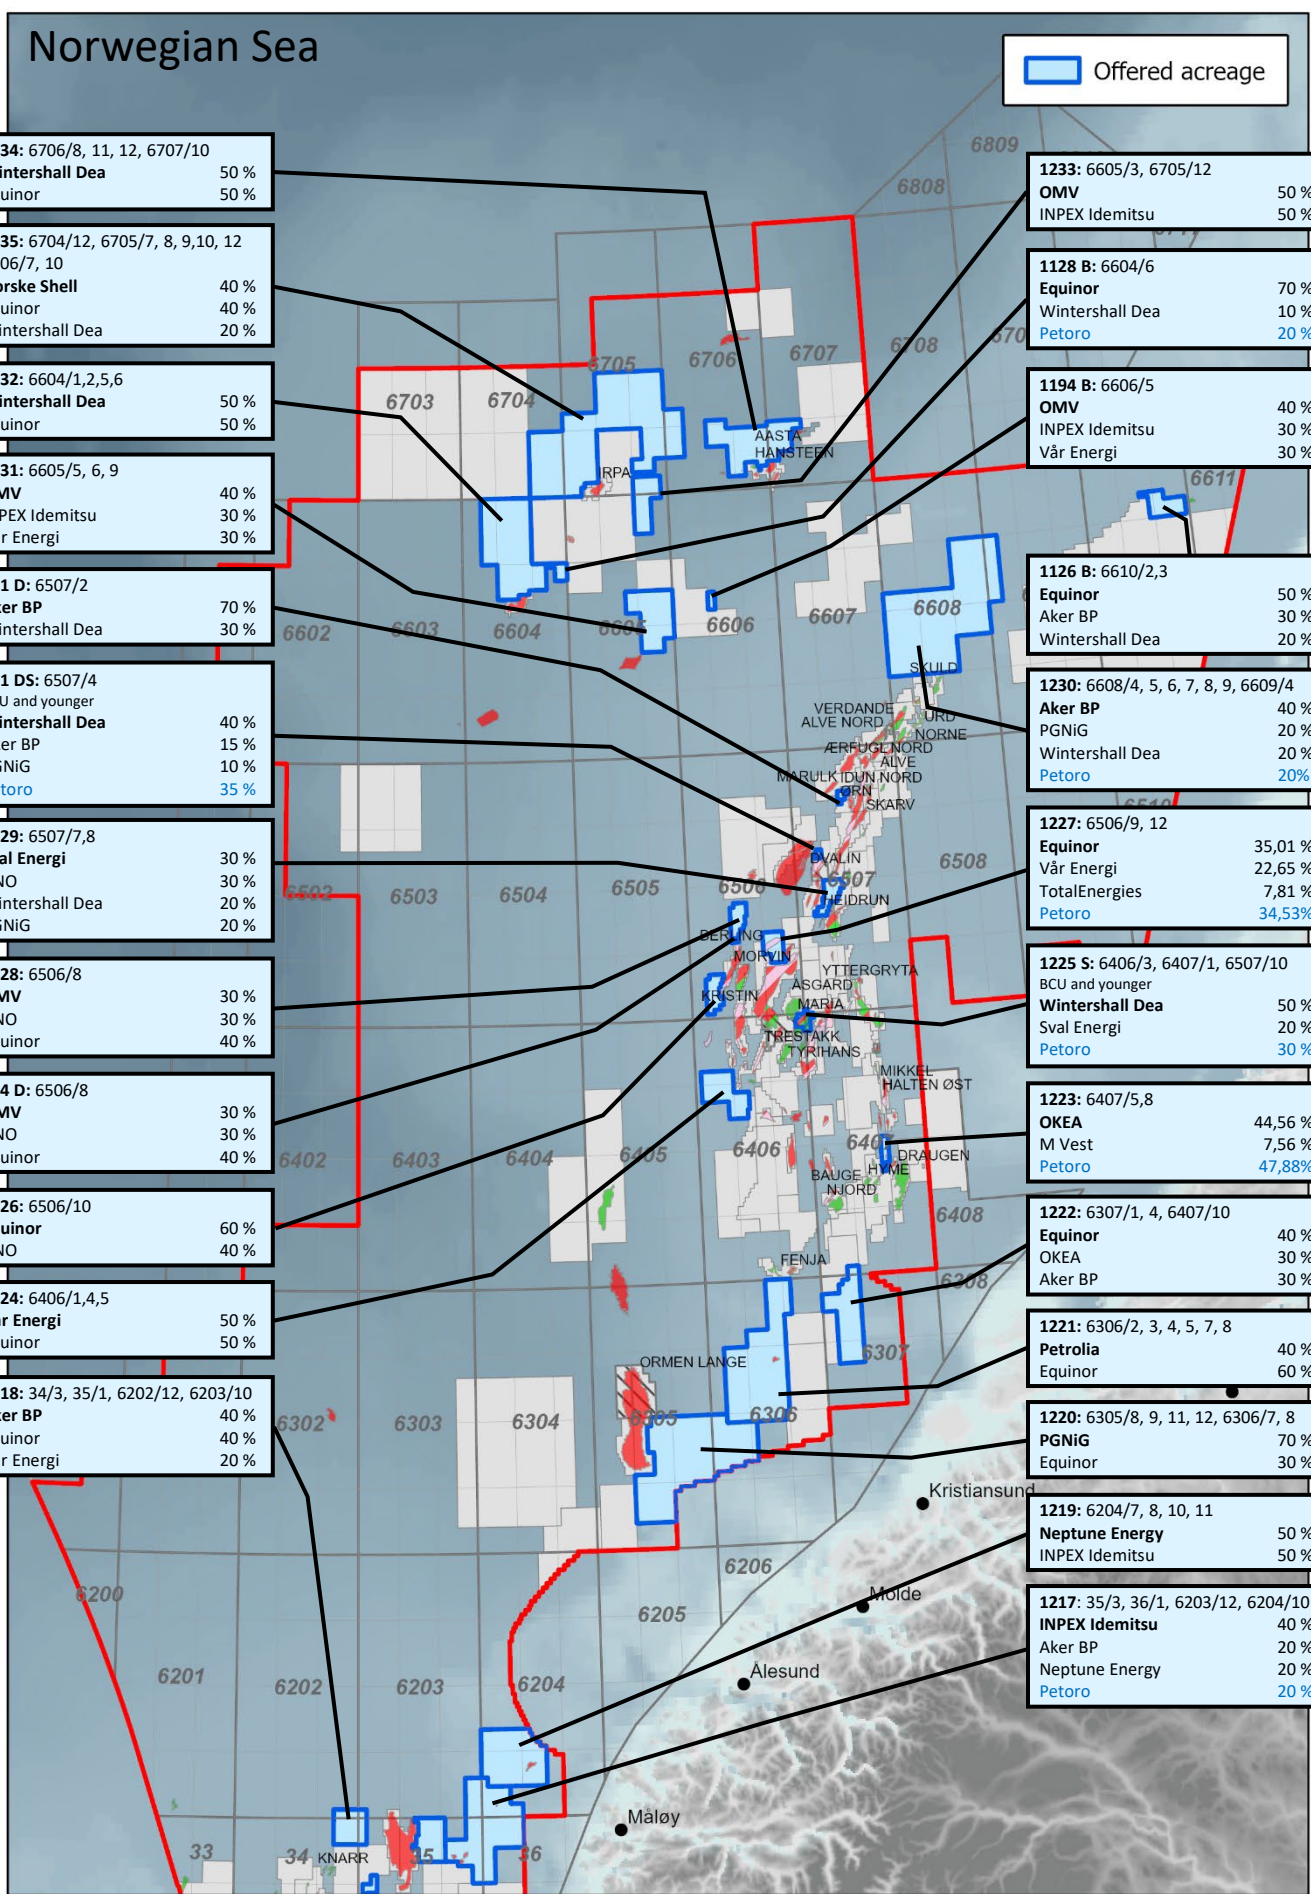 Norwegian Sea
Offered acreage
34: 6706/8, 11, 12, 6707/10
intershall Dea 50 %
uinor 50 %
35: 6704/12, 6705/7, 8, 9,10, 12
06/7, 10
orske Shell 40 %
uinor 40 %
intershall Dea 20 %
32: 6604/1,2,5,6
intershall Dea 50 %
uinor 50 %
31: 6605/5, 6, 9
MV 40 %
PEX Idemitsu 30 %
r Energi 30 %
1 D: 6507/2
ker BP 70 %
intershall Dea 30 %
1 DS: 6507/4
U and younger
intershall Dea 40 %
ker BP 15 %
GNiG 10 %
toro 35 %
29: 6507/7,8
al Energi 30 %
NO 30 %
intershall Dea 20 %
GNiG 20 %
28: 6506/8
MV 30 %
NO 30 %
uinor 40 %
4 D: 6506/8
MV 30 %
NO 30 %
uinor 40 %
26: 6506/10
uinor 60 %
NO 40 %
24: 6406/1,4,5
r Energi 50 %
uinor 50 %
18: 34/3, 35/1, 6202/12, 6203/10
ker BP 40 %
uinor 40 %
r Energi 20 %
1233: 6605/3, 6705/12
OMV 50 %
INPEX Idemitsu 50 %
1128 B: 6604/6
Equinor 70 %
Wintershall Dea 10 %
Petoro 20 %
1194 B: 6606/5
OMV 40 %
INPEX Idemitsu 30 %
Vår Energi 30 %
1126 B: 6610/2,3
Equinor 50 %
Aker BP 30 %
Wintershall Dea 20 %
1230: 6608/4, 5, 6, 7, 8, 9, 6609/4
Aker BP 40 %
PGNiG 20 %
Wintershall Dea 20 %
Petoro 20%
1227: 6506/9, 12
Equinor 35,01 %
Vår Energi 22,65 %
TotalEnergies 7,81 %
Petoro 34,53%
1225 S: 6406/3, 6407/1, 6507/10
BCU and younger
Wintershall Dea 50 %
Sval Energi 20 %
Petoro 30 %
1223: 6407/5,8
OKEA 44,56 %
M Vest 7,56 %
Petoro 47,88%
1222: 6307/1, 4, 6407/10
Equinor 40 %
OKEA 30 %
Aker BP 30 %
1221: 6306/2, 3, 4, 5, 7, 8
Petrolia 40 %
Equinor 60 %
1220: 6305/8, 9, 11, 12, 6306/7, 8
PGNiG 70 %
Equinor 30 %
1219: 6204/7, 8, 10, 11
Neptune Energy 50 %
INPEX Idemitsu 50 %
1217: 35/3, 36/1, 6203/12, 6204/10
INPEX Idemitsu 40 %
Aker BP 20 %
Neptune Energy 20 %
Petoro 20 %
6809
6808
6703
6704
6705
6706
6707
6708
670
AASTA
HANSTEEN
IRPA
6611
6602
6603
6604
6605
6606
6607
6608
SKULD
VERDANDE
ALVE NORD
URD
NORNE
ÆRFUGL NORD
ALVE
MARULK
IDUN NORD
ØRN
SKARV
6510
6502
6503
6504
6505
6506
6507
6508
DVALIN
HEIDRUN
BERLING
MORVIN
YTTERGRYTA
KRISTIN
ÅSGARD
MARIA
TRESTAKK
TYRIHANS
MIKKEL
HALTEN ØST
6402
6403
6404
6405
6406
6407
6408
DRAUGEN
HYME
BAUGE
NJORD
FENJA
6308
6307
ORMEN LANGE
6302
6303
6304
6305
6306
Kristiansund
6206
Molde
6200
6205
6201
6202
6203
6204
Ålesund
Måløy
33
34
KNARR
35
36